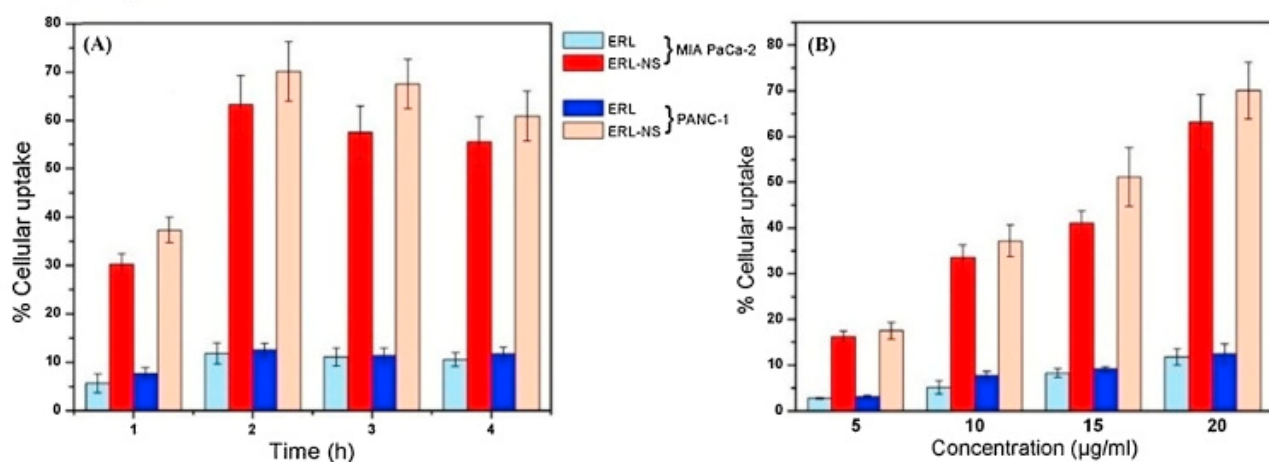 (A)
% Cellular uptake
80
70
60
50
40
30
20
10
0
1 2 3 4
Time (h)
ERL
ERL-NS
MIA PaCa-2
ERL
ERL-NS
PANC-1
(B)
% Cellular uptake
80
70
60
50
40
30
20
10
0
5 10 15 20
Concentration (µg/ml)